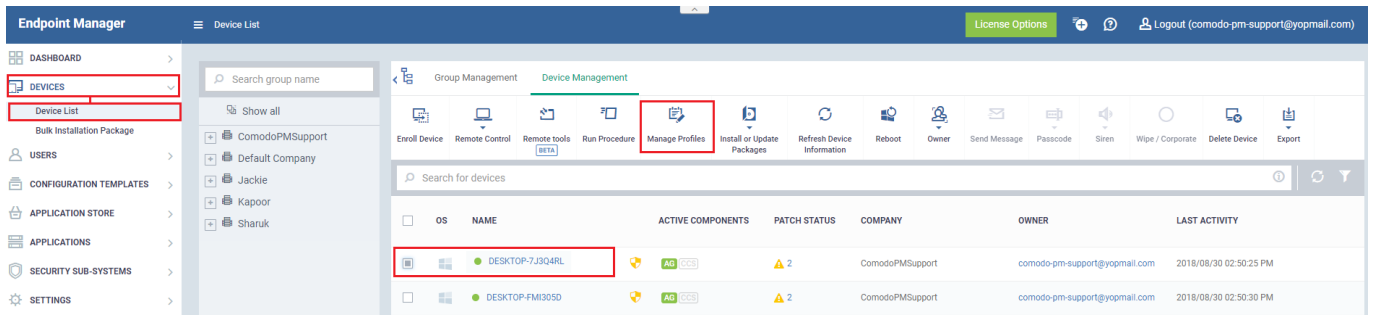 Endpoint Manager
Device List
License Options
Logout (comodo-pm-support@yopmail.com)
DASHBOARD
DEVICES
Device List
Bulk Installation Package
USERS
CONFIGURATION TEMPLATES
APPLICATION STORE
APPLICATIONS
SECURITY SUB-SYSTEMS
SETTINGS
Search group name
Show all
ComodoPMSupport
Default Company
Jackie
Kapoor
Sharuk
Group Management
Device Management
Enroll Device
Remote Control
Remote tools
BETA
Run Procedure
Manage Profiles
Install or Update
Packages
Refresh Device
Information
Reboot
Owner
Send Message
Passcode
Siren
Wipe / Corporate
Delete Device
Export
Search for devices
OS NAME ACTIVE COMPONENTS PATCH STATUS COMPANY OWNER LAST ACTIVITY
DESKTOP-7J3Q4RL AG CCS 2 ComodoPMSupport comodo-pm-support@yopmail.com 2018/08/30 02:50:25 PM
DESKTOP-FMI305D AG CCS 2 ComodoPMSupport comodo-pm-support@yopmail.com 2018/08/30 02:50:30 PM